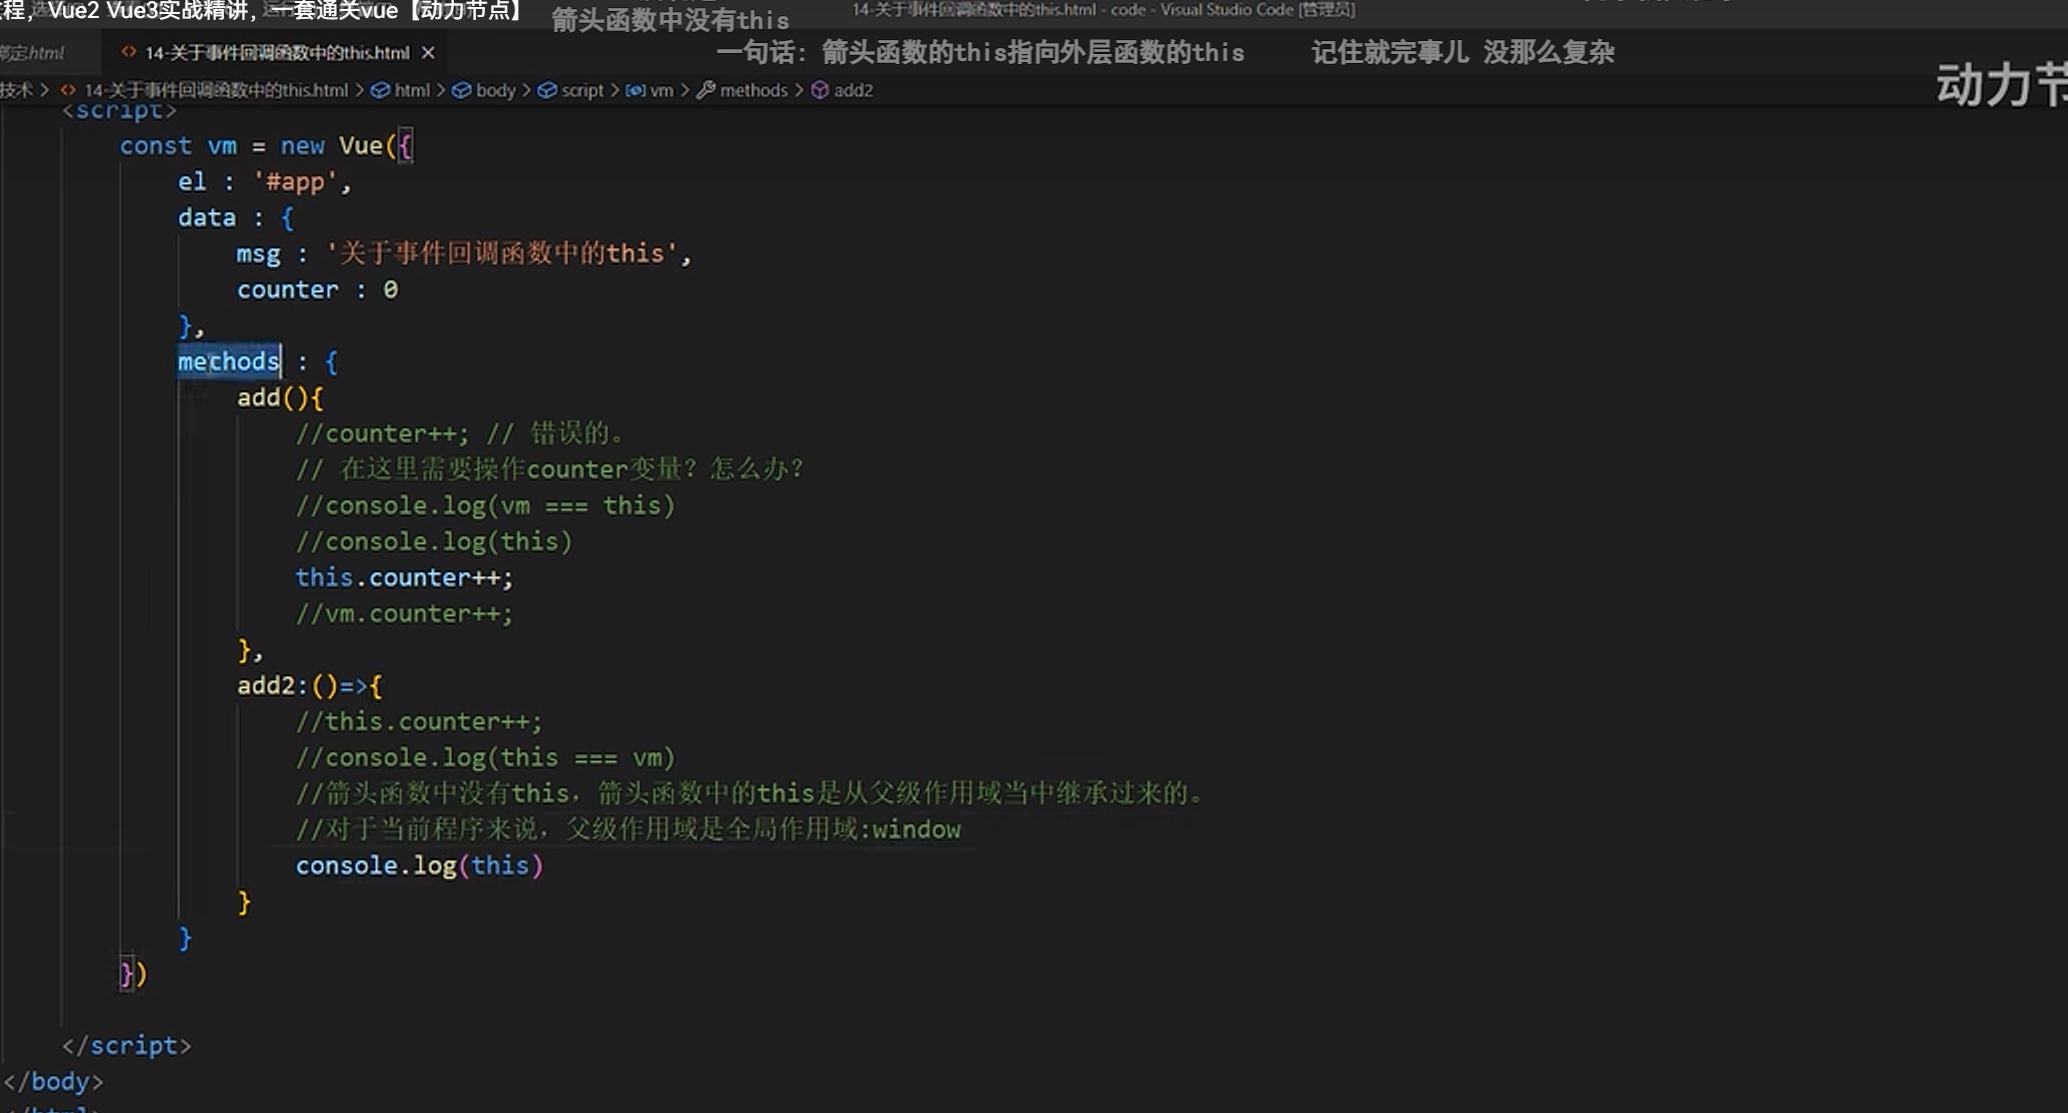 程，Vue2 Vue3实战精讲，一套通关vue【动力节点】
箭头函数中没有this
14-关于事件回调函数中的this.html - code - Visual Studio Code [管理员]
绑定.html
14-关于事件回调函数中的this.html
一句话: 箭头函数的this指向外层函数的this
记住就完事儿 没那么复杂
动力节
技术 > 14-关于事件回调函数中的this.html > html > body > script > vm > methods > add2
<script>
const vm = new Vue({
el : '#app',
data : {
msg : '关于事件回调函数中的this',
counter : 0
},
methods : {
add(){
//counter++; // 错误的。
// 在这里需要操作counter变量？怎么办？
//console.log(vm === this)
//console.log(this)
this.counter++;
//vm.counter++;
},
add2:()=>{
//this.counter++;
//console.log(this === vm)
//箭头函数中没有this，箭头函数中的this是从父级作用域当中继承过来的。
//对于当前程序来说，父级作用域是全局作用域:window
console.log(this)
}
}
})
</script>
</body>